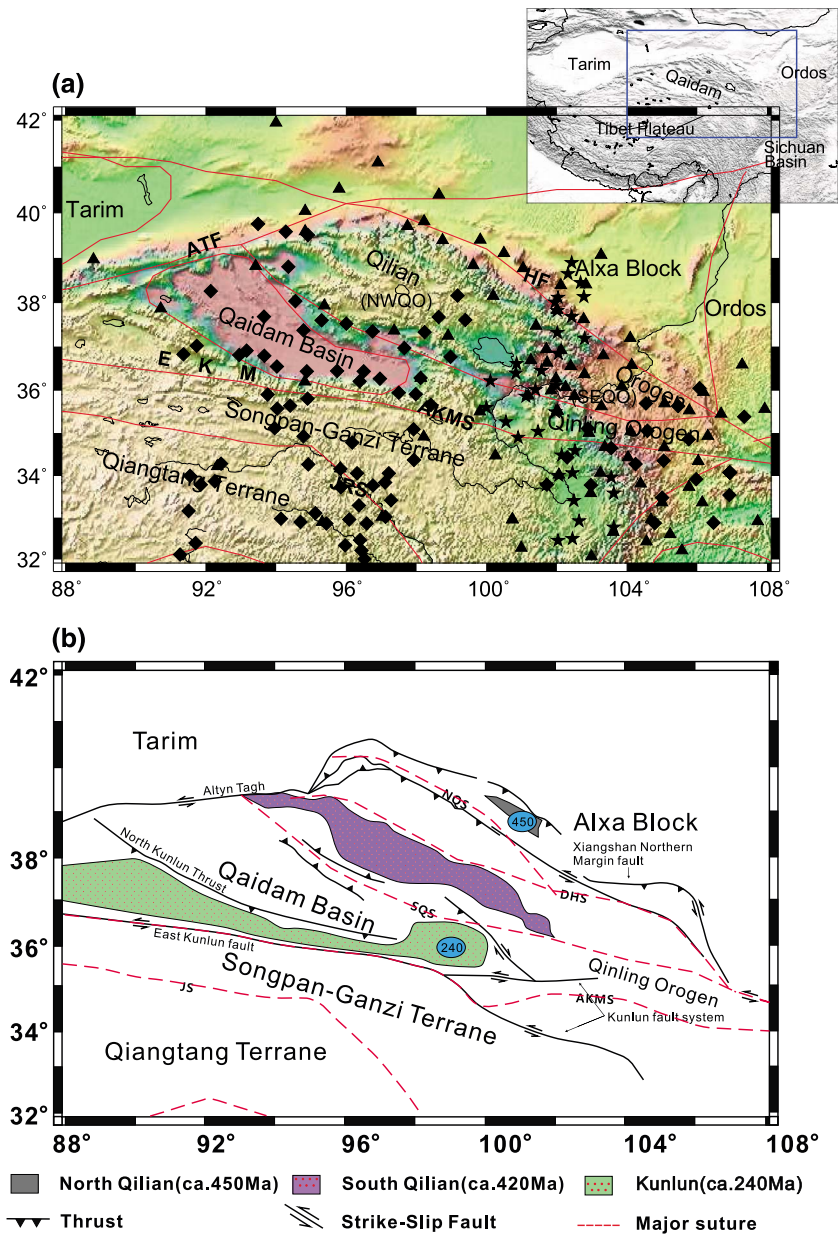 (a)
Tarim
Ordos
Qaidam
Tibet Plateau
Sichuan
Basin
42°
40°
38°
36°
34°
32°
Tarim
ATF
Qilian
(NWQO)
HF
Alxa Block
Ordos
Qaidam Basin
E K M
Orogen
(SEQO)
AKMS
Qinling Orogen
Songpan-Ganzi Terrane
Qiangtang Terrane
JRS
88° 92° 96° 100° 104° 108°
(b)
42°
40°
38°
36°
34°
32°
Tarim
Altyn Tagh
NQS
450
Alxa Block
Xiangshan Northern
Margin fault
North Kunlun Thrust
Qaidam Basin
DHS
SQS
East Kunlun fault
240
Qinling Orogen
Songpan-Ganzi Terrane
AKMS
Kunlun fault system
JS
Qiangtang Terrane
88° 92° 96° 100° 104° 108°
North Qilian(ca.450Ma) South Qilian(ca.420Ma) Kunlun(ca.240Ma)
Thrust Strike-Slip Fault Major suture